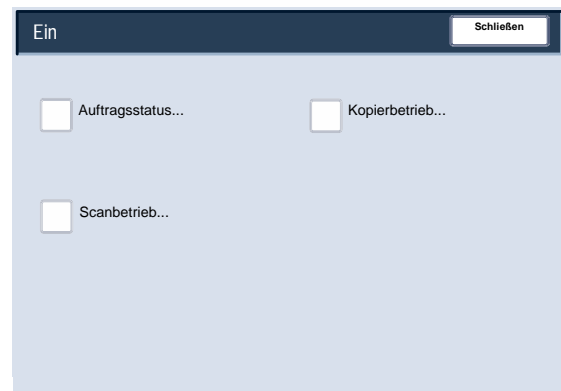 Ein
Schließen
Auftragsstatus...
Kopierbetrieb...
Scanbetrieb...